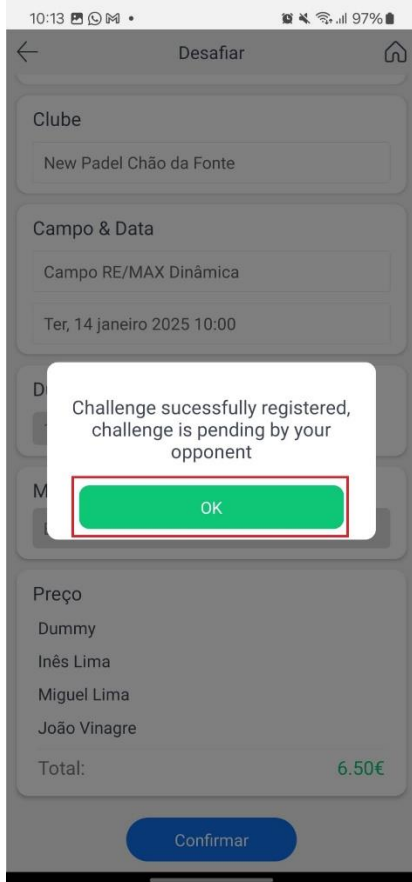 10:13 97%
Desafiar
Clube
New Padel Chão da Fonte
Campo & Data
Campo RE/MAX Dinâmica
Ter, 14 janeiro 2025 10:00
Challenge sucessfully registered,
challenge is pending by your
opponent
OK
Preço
Dummy
Inês Lima
Miguel Lima
João Vinagre
Total: 6.50€
Confirmar